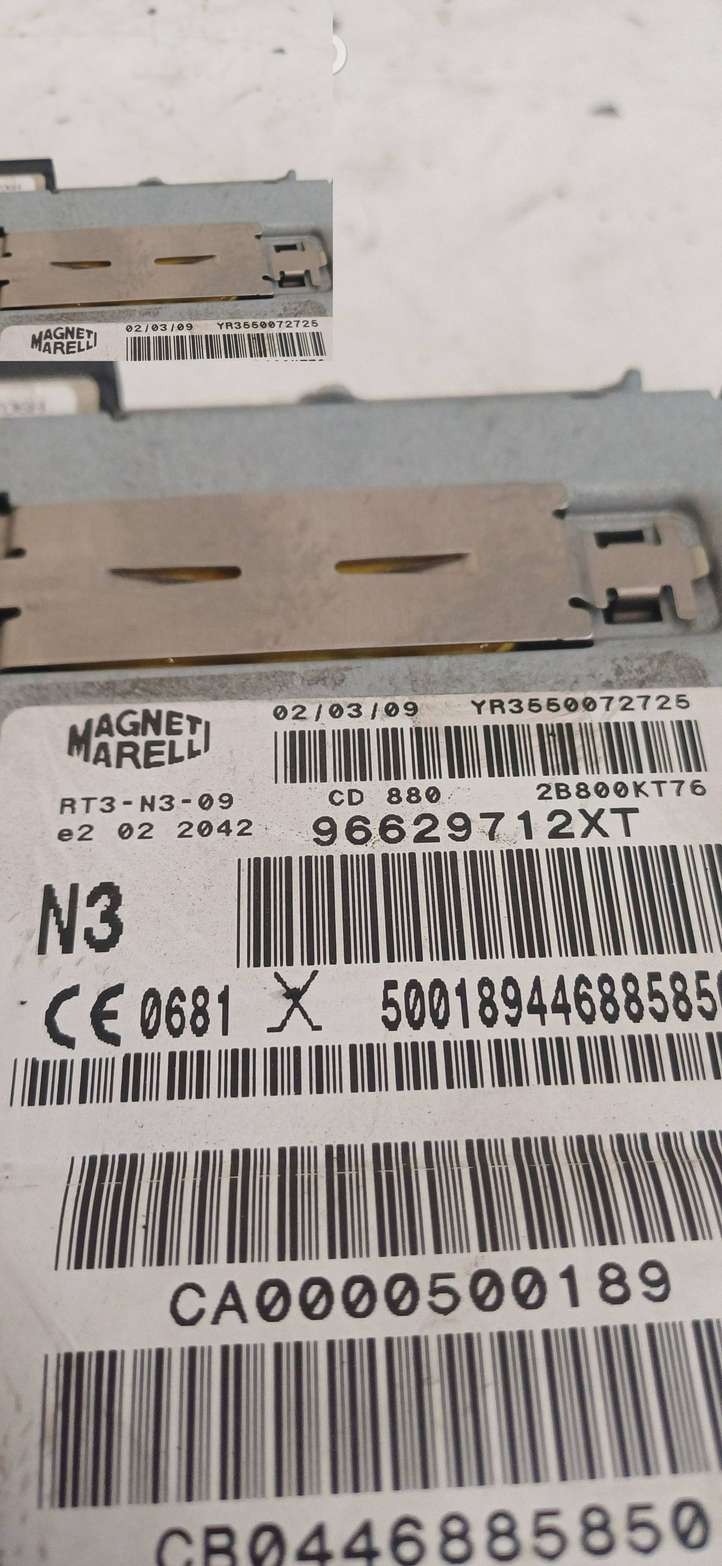 MAGNETI MARELLI
02/03/09 YR3550072725
MAGNETI MARELLI
02/03/09 YR3550072725
RT3-N3-09 CD 880 2B800KT76
e2 02 2042 96629712XT
N3
CE 0681 500189446885850
CA0000500189
CB0446885850